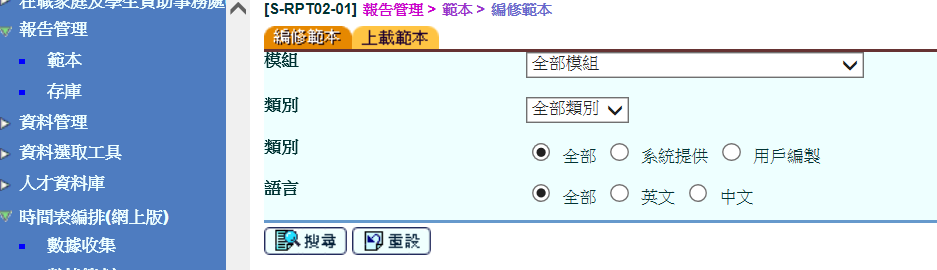 在職家庭及學生資助事務處
報告管理
範本
存庫
資料管理
資料選取工具
人才資料庫
時間表編排(網上版)
數據收集
[S-RPT02-01] 報告管理 > 範本 > 編修範本
編修範本 上載範本
模組 全部模組
類別 全部類別
類別 全部 系統提供 用戶編製
語言 全部 英文 中文
搜尋 重設